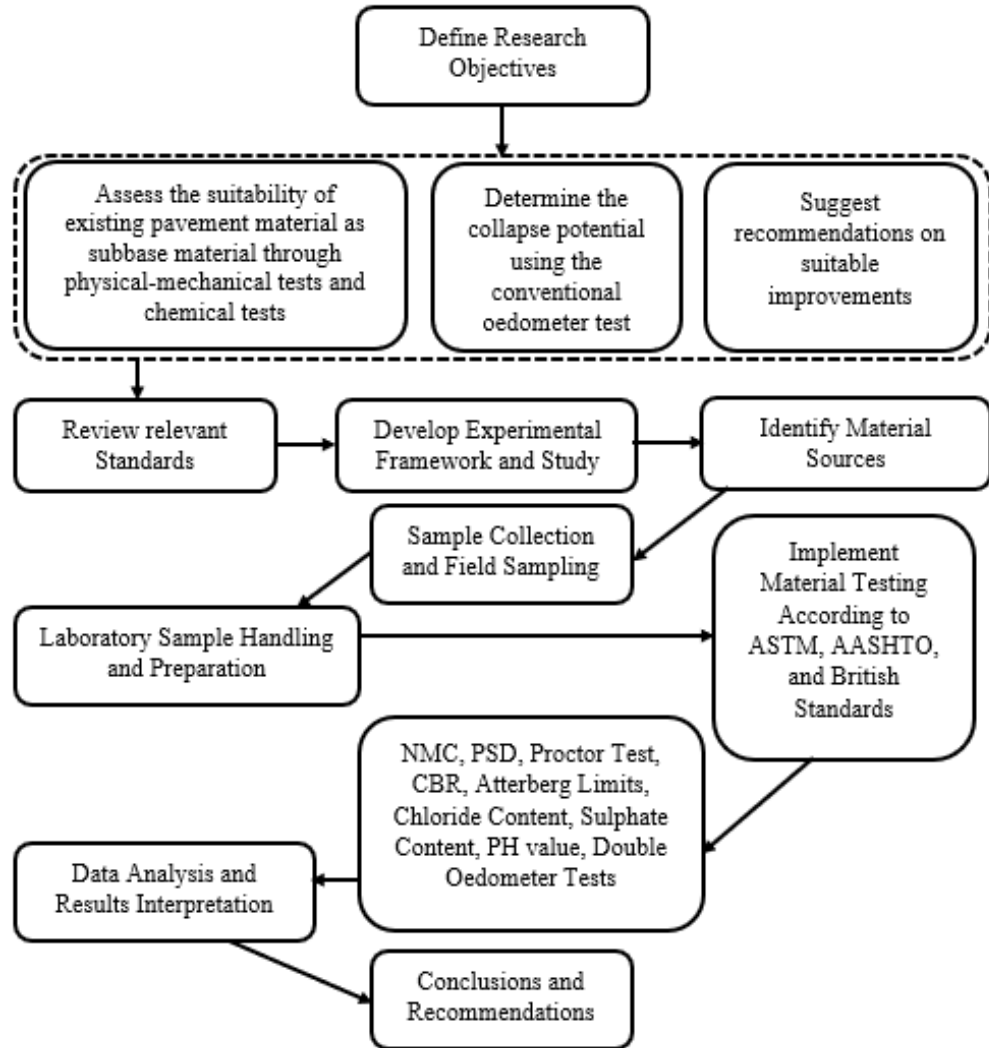 Define Research
Objectives
Assess the suitability of
existing pavement material as
subbase material through
physical-mechanical tests and
chemical tests
Determine the
collapse potential
using the
conventional
oedometer test
Suggest
recommendations on
suitable
improvements
Review relevant
Standards
Develop Experimental
Framework and Study
Identify Material
Sources
Sample Collection
and Field Sampling
Laboratory Sample Handling
and Preparation
Implement
Material Testing
According to
ASTM, AASHTO,
and British
Standards
NMC, PSD, Proctor Test,
CBR, Atterberg Limits,
Chloride Content, Sulphate
Content, PH value, Double
Oedometer Tests
Data Analysis and
Results Interpretation
Conclusions and
Recommendations